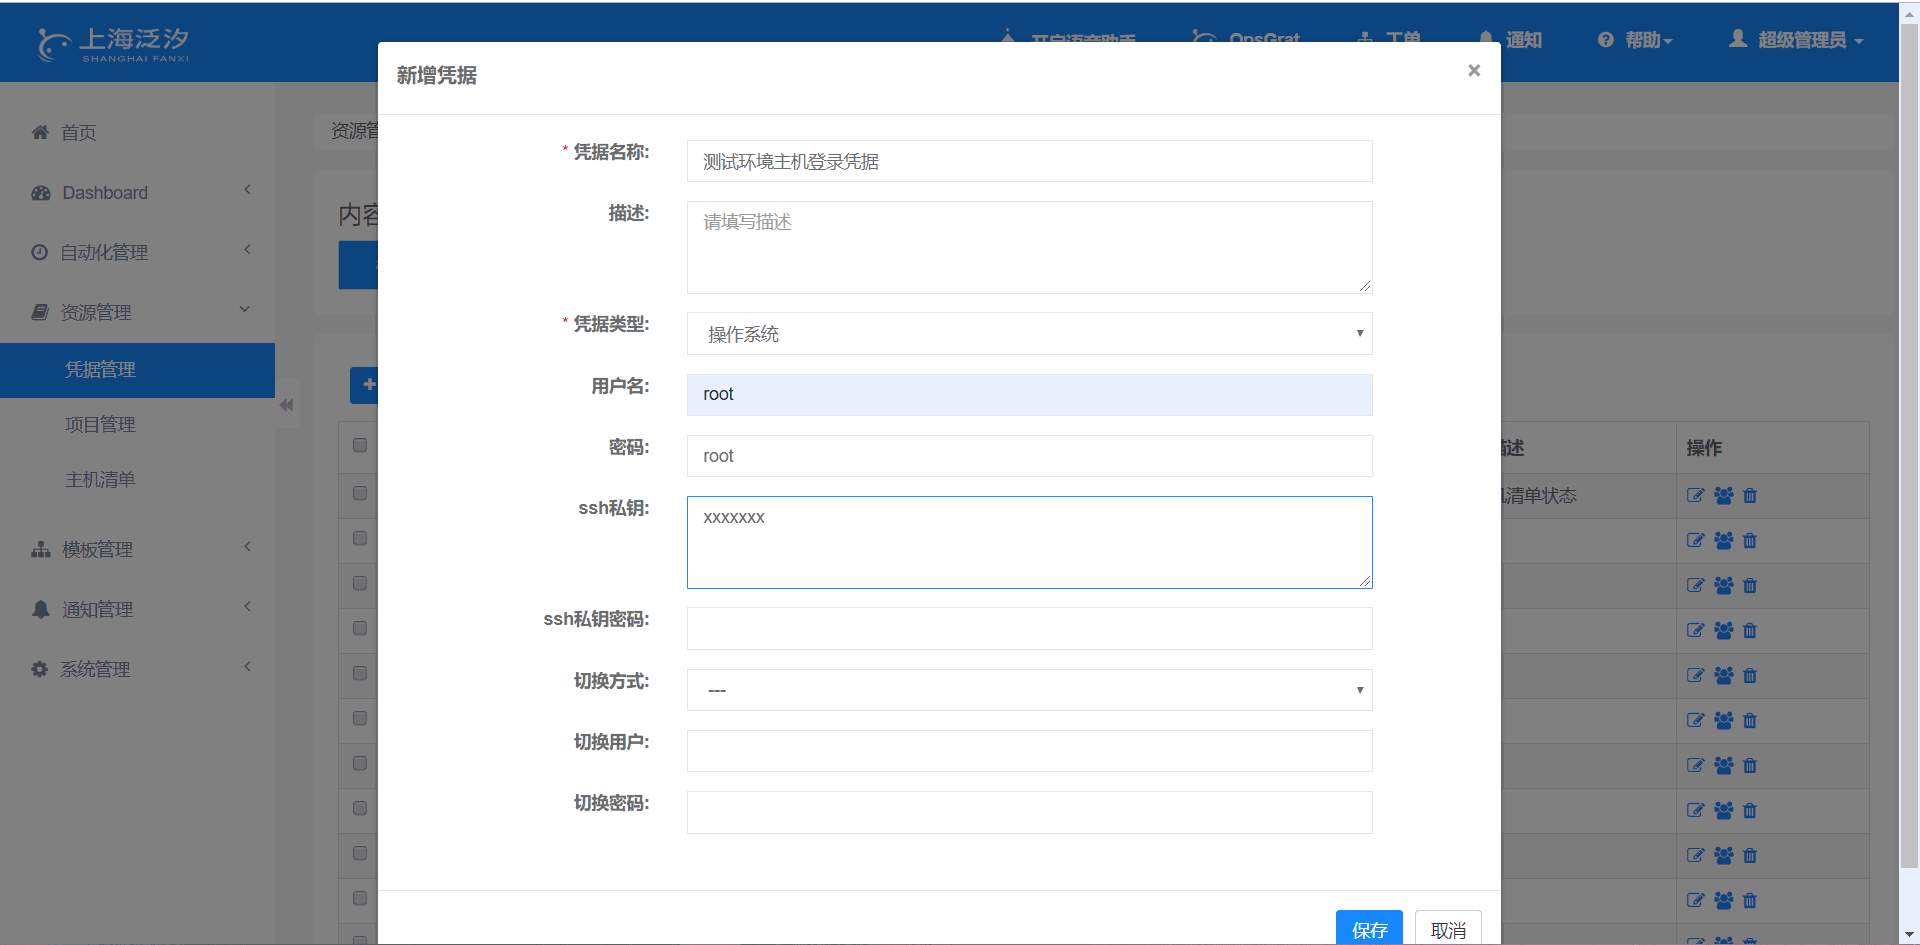 上海泛汐
SHANGHAI FANXI
开启语音助手
OpsGrat
工单
通知
帮助
超级管理员
首页
Dashboard
自动化管理
资源管理
凭据管理
项目管理
主机清单
模板管理
通知管理
系统管理
资源管
内容
新增凭据
×
* 凭据名称:
测试环境主机登录凭据
描述:
请填写描述
* 凭据类型:
操作系统
用户名:
root
密码:
root
ssh私钥:
xxxxxxx
ssh私钥密码:
切换方式:
---
切换用户:
切换密码:
保存
取消
描述
操作
机清单状态